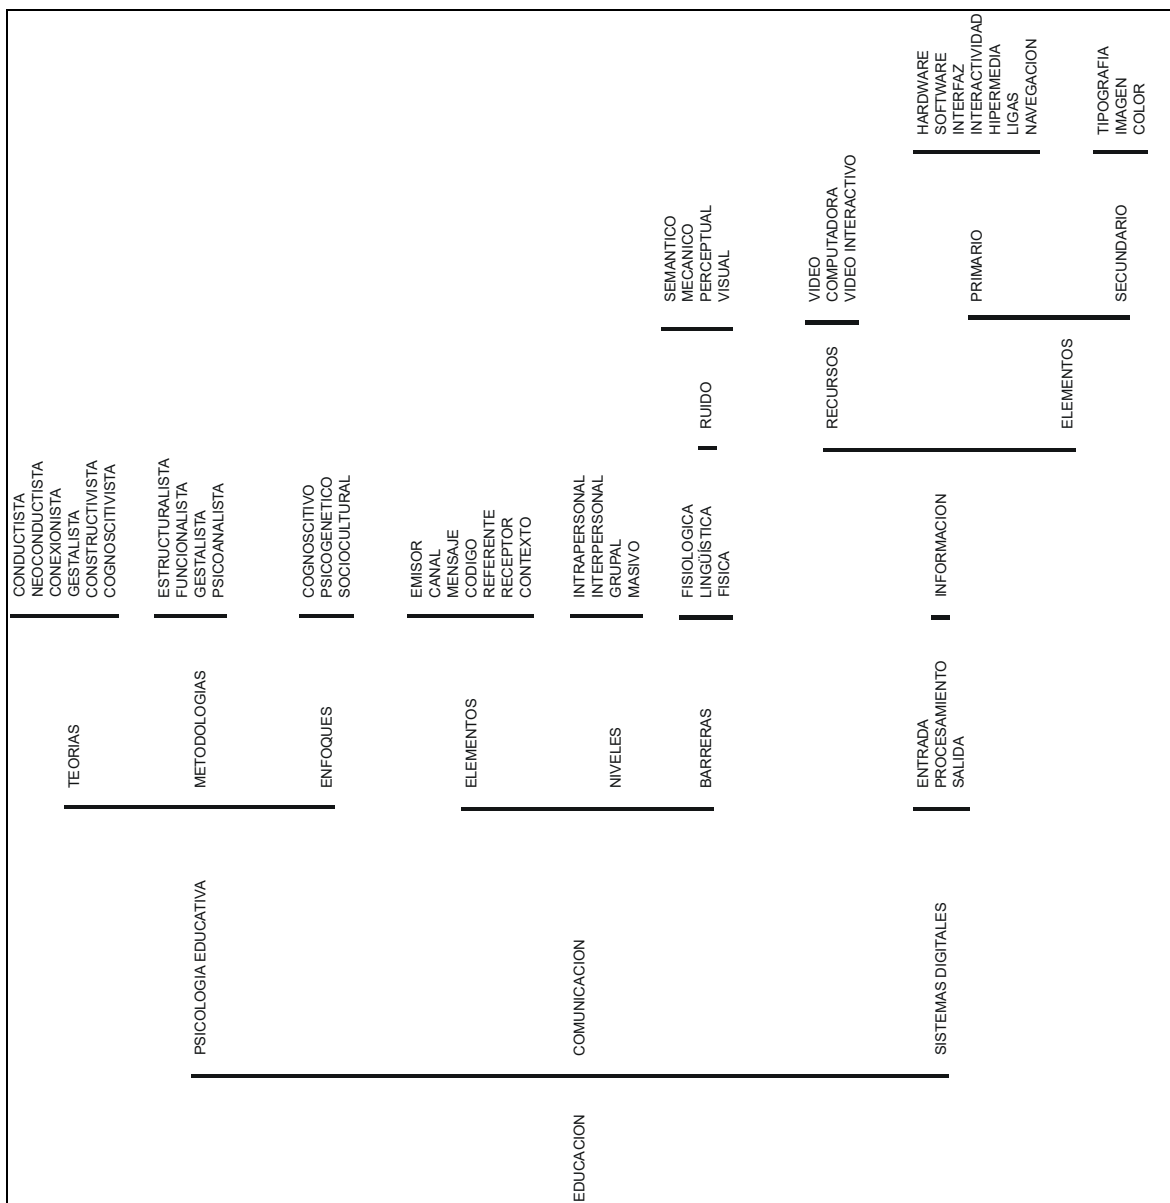 EDUCACION
PSICOLOGIA EDUCATIVA
TEORIAS
CONDUCTISTA
NEOCONDUCTISTA
CONEXIONISTA
GESTALISTA
CONSTRUCTIVISTA
COGNOSCITIVISTA
METODOLOGIAS
ESTRUCTURALISTA
FUNCIONALISTA
GESTALISTA
PSICOANALISTA
ENFOQUES
COGNOSCITIVO
PSICOGENETICO
SOCIOCULTURAL
COMUNICACION
ELEMENTOS
EMISOR
CANAL
MENSAJE
CODIGO
REFERENTE
RECEPTOR
CONTEXTO
NIVELES
INTRAPERSONAL
INTERPERSONAL
GRUPAL
MASIVO
BARRERAS
FISIOLOGICA
LINGÜÍSTICA
FISICA
RUIDO
SEMANTICO
MECANICO
PERCEPTUAL
VISUAL
SISTEMAS DIGITALES
ENTRADA
PROCESAMIENTO
SALIDA
INFORMACION
RECURSOS
VIDEO
COMPUTADORA
VIDEO INTERACTIVO
ELEMENTOS
PRIMARIO
HARDWARE
SOFTWARE
INTERFAZ
INTERACTIVIDAD
HIPERMEDIA
LIGAS
NAVEGACION
SECUNDARIO
TIPOGRAFIA
IMAGEN
COLOR